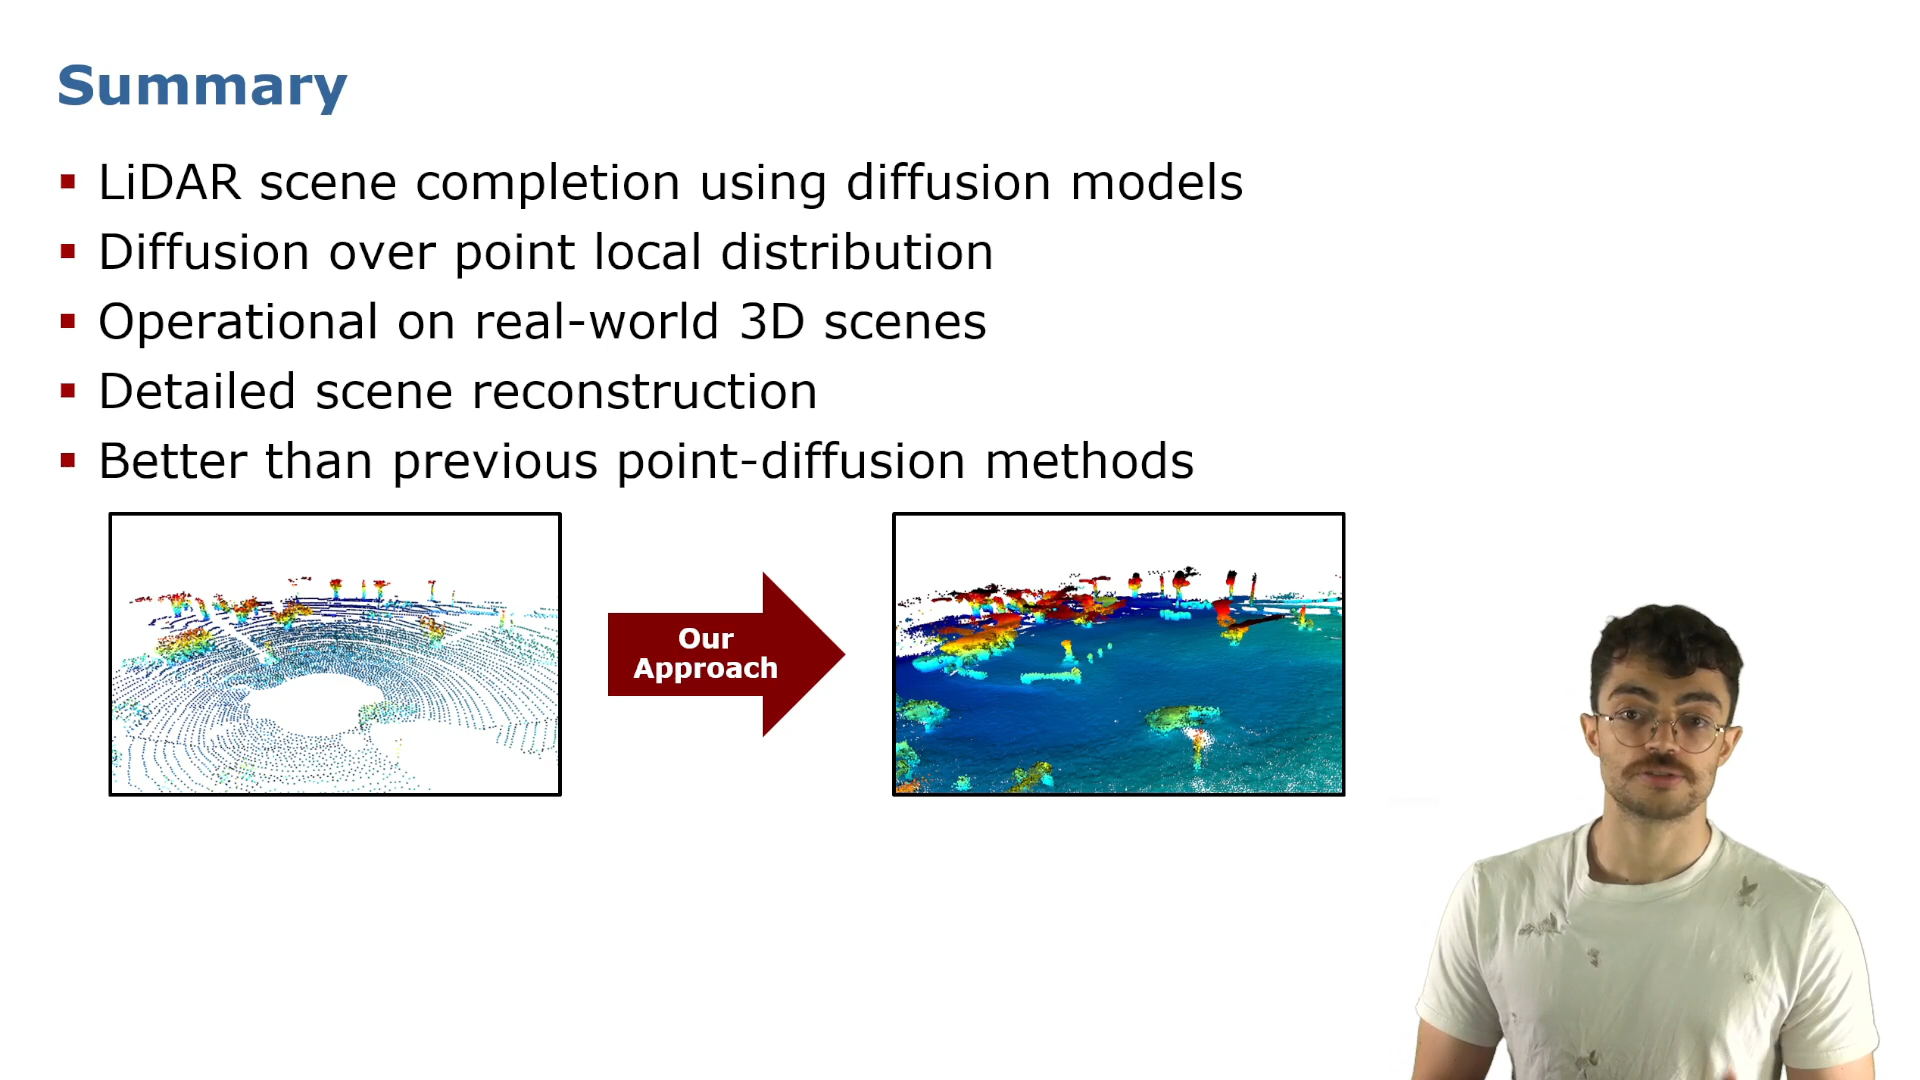 Summary
LiDAR scene completion using diffusion models
Diffusion over point local distribution
Operational on real-world 3D scenes
Detailed scene reconstruction
Better than previous point-diffusion methods
Our
Approach